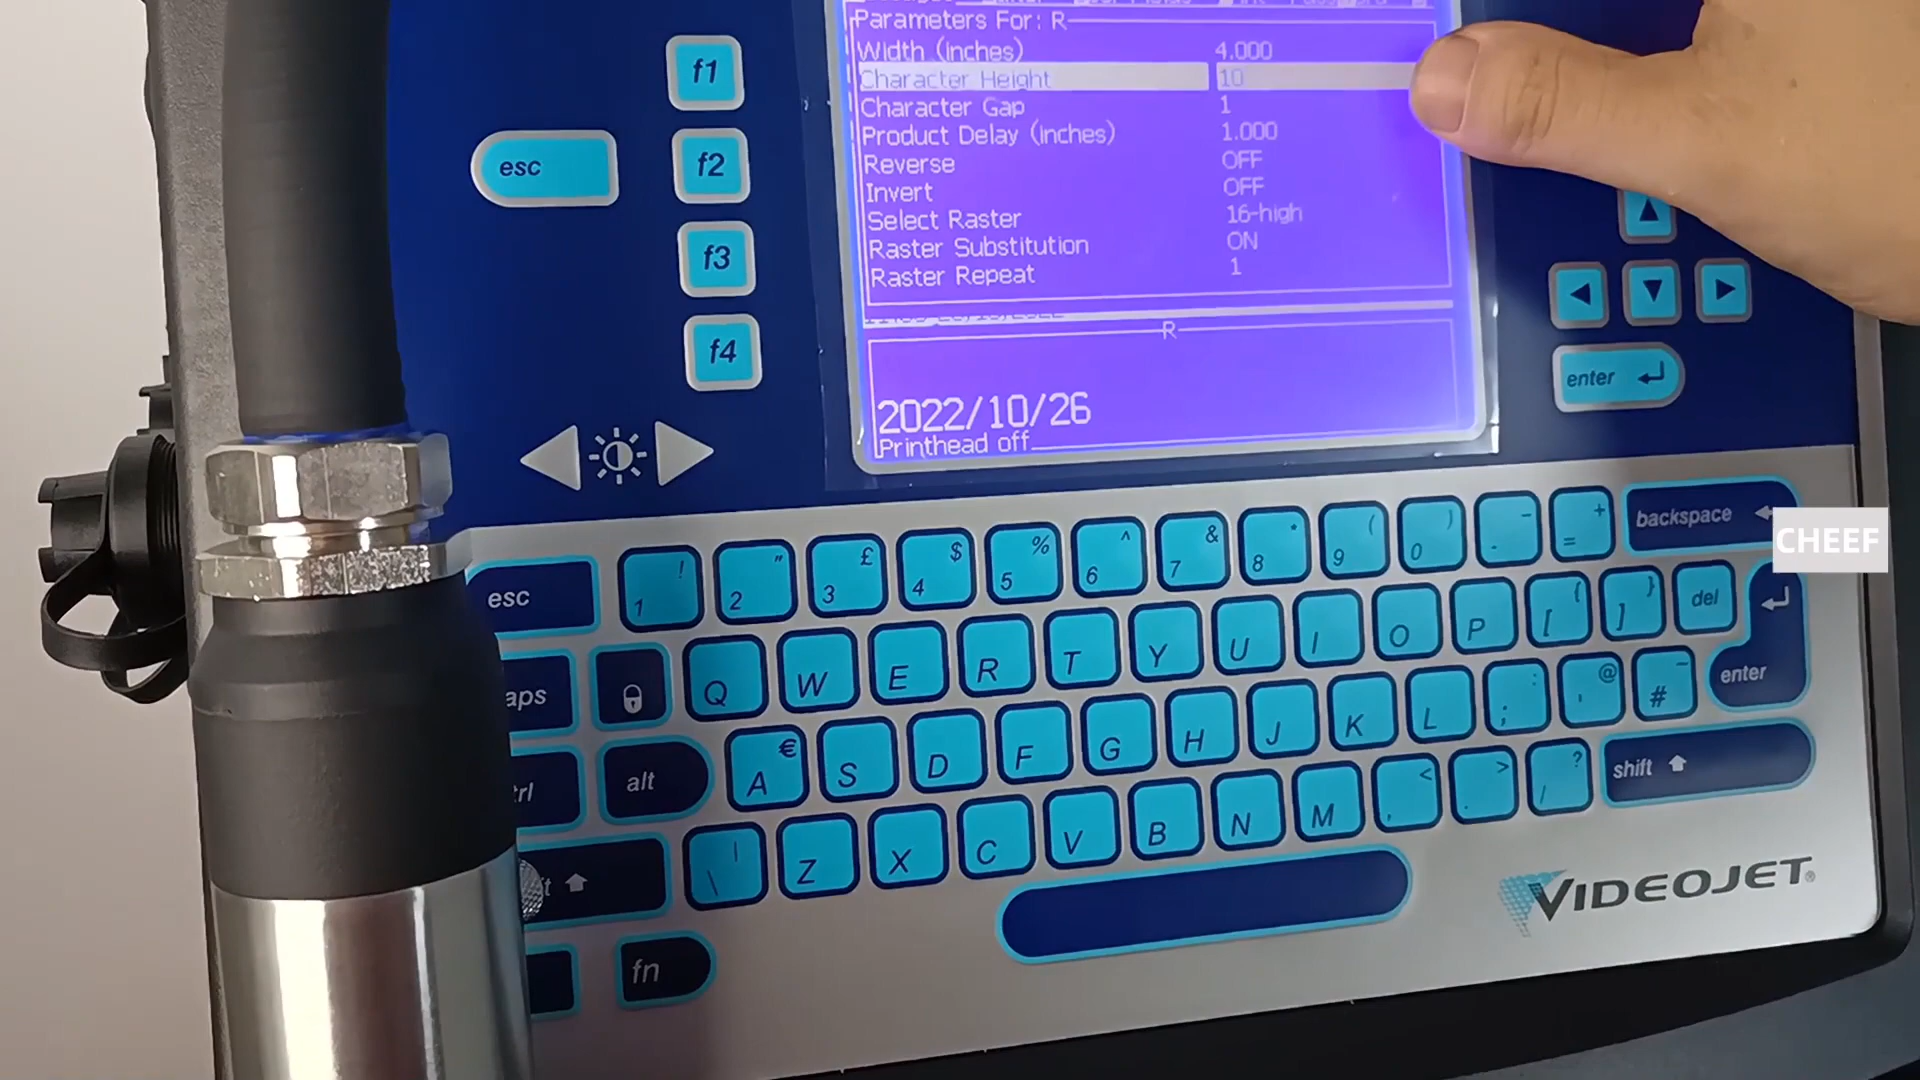 Parameters For: R
Width (inches) 4.000
Character Height 10
Character Gap 1
Product Delay (inches) 1.000
Reverse OFF
Invert OFF
Select Raster 16-high
Raster Substitution ON
Raster Repeat 1
R
2022/10/26
Printhead off
f1
esc
f2
f3
f4
enter
esc ! 1 " 2 £ 3 $ 4 % 5 ^ 6 & 7 * 8 ( 9 ) 0 - + = backspace
CHEEF
aps Q W E R T Y U I O P { [ } ] del
enter
trl alt € A S D F G H J K L : ; @ ' #
t | \ Z X C V B N M < , > . ? / shift
fn
VIDEOJET®